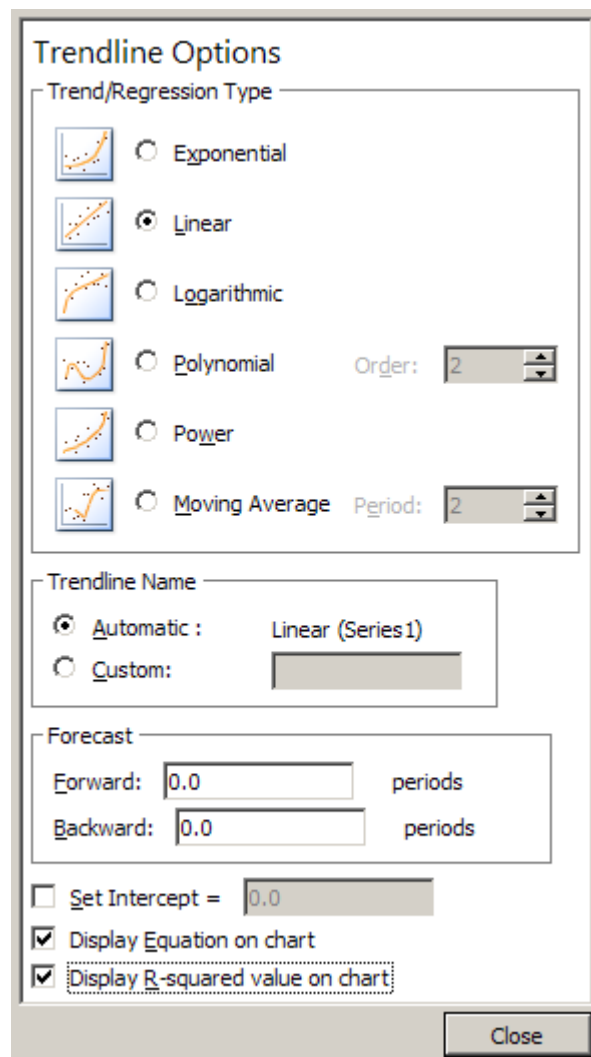 Trendline Options
Trend/Regression Type
Exponential
Linear
Logarithmic
Polynomial Order: 2
Power
Moving Average Period: 2
Trendline Name
Automatic : Linear (Series1)
Custom:
Forecast
Forward: 0.0 periods
Backward: 0.0 periods
Set Intercept = 0.0
Display Equation on chart
Display R-squared value on chart
Close